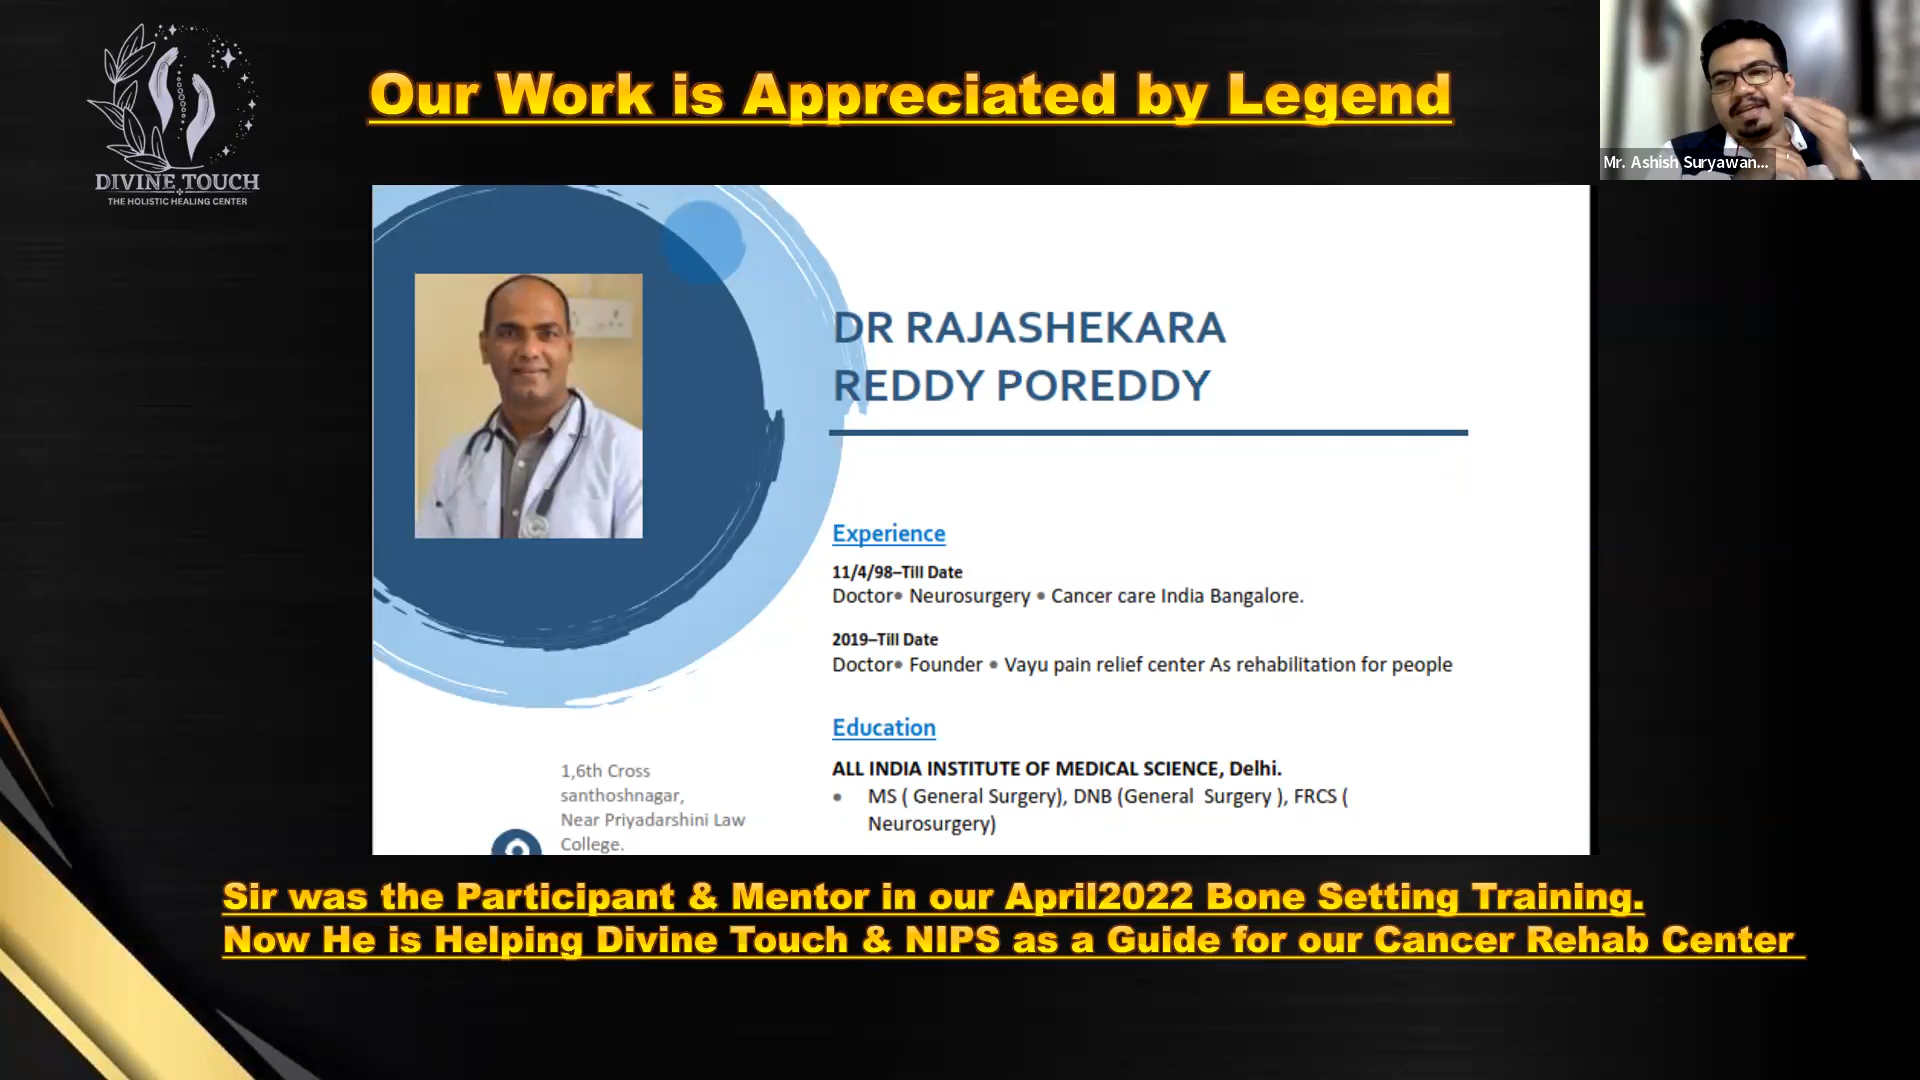 DIVINE TOUCH
THE HOLISTIC HEALING CENTER
Our Work is Appreciated by Legend
Mr. Ashish Suryawan...
DR RAJASHEKARA
REDDY POREDDY
Experience
11/4/98–Till Date
Doctor• Neurosurgery • Cancer care India Bangalore.
2019–Till Date
Doctor• Founder • Vayu pain relief center As rehabilitation for people
Education
ALL INDIA INSTITUTE OF MEDICAL SCIENCE, Delhi.
• MS ( General Surgery), DNB (General Surgery ), FRCS (
Neurosurgery)
1,6th Cross
santhoshnagar,
Near Priyadarshini Law
College.
Sir was the Participant & Mentor in our April2022 Bone Setting Training.
Now He is Helping Divine Touch & NIPS as a Guide for our Cancer Rehab Center